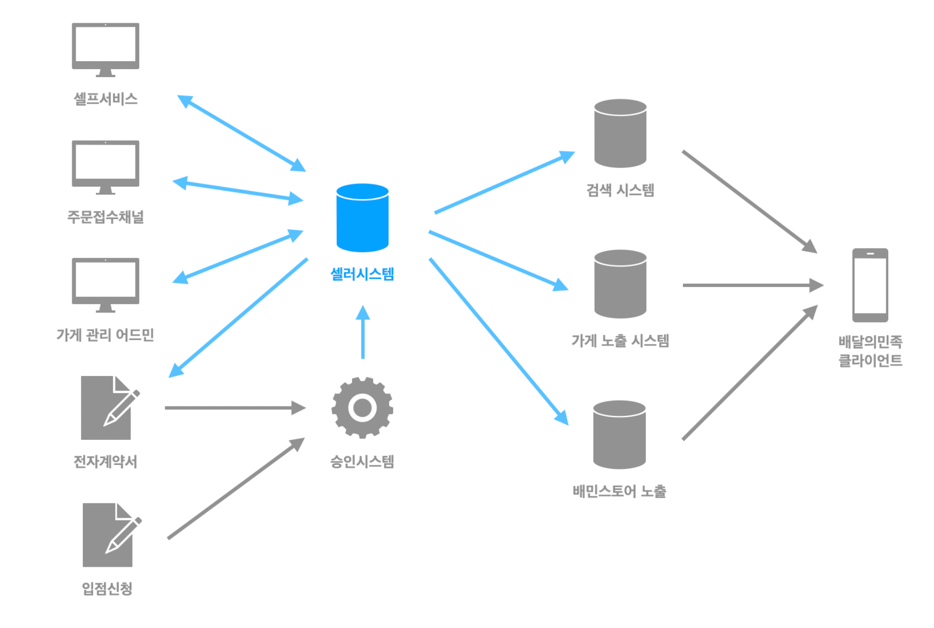 셀프서비스
주문접수채널
가게 관리 어드민
전자계약서
입점신청
셀러시스템
승인시스템
검색 시스템
가게 노출 시스템
배민스토어 노출
배달의민족
클라이언트